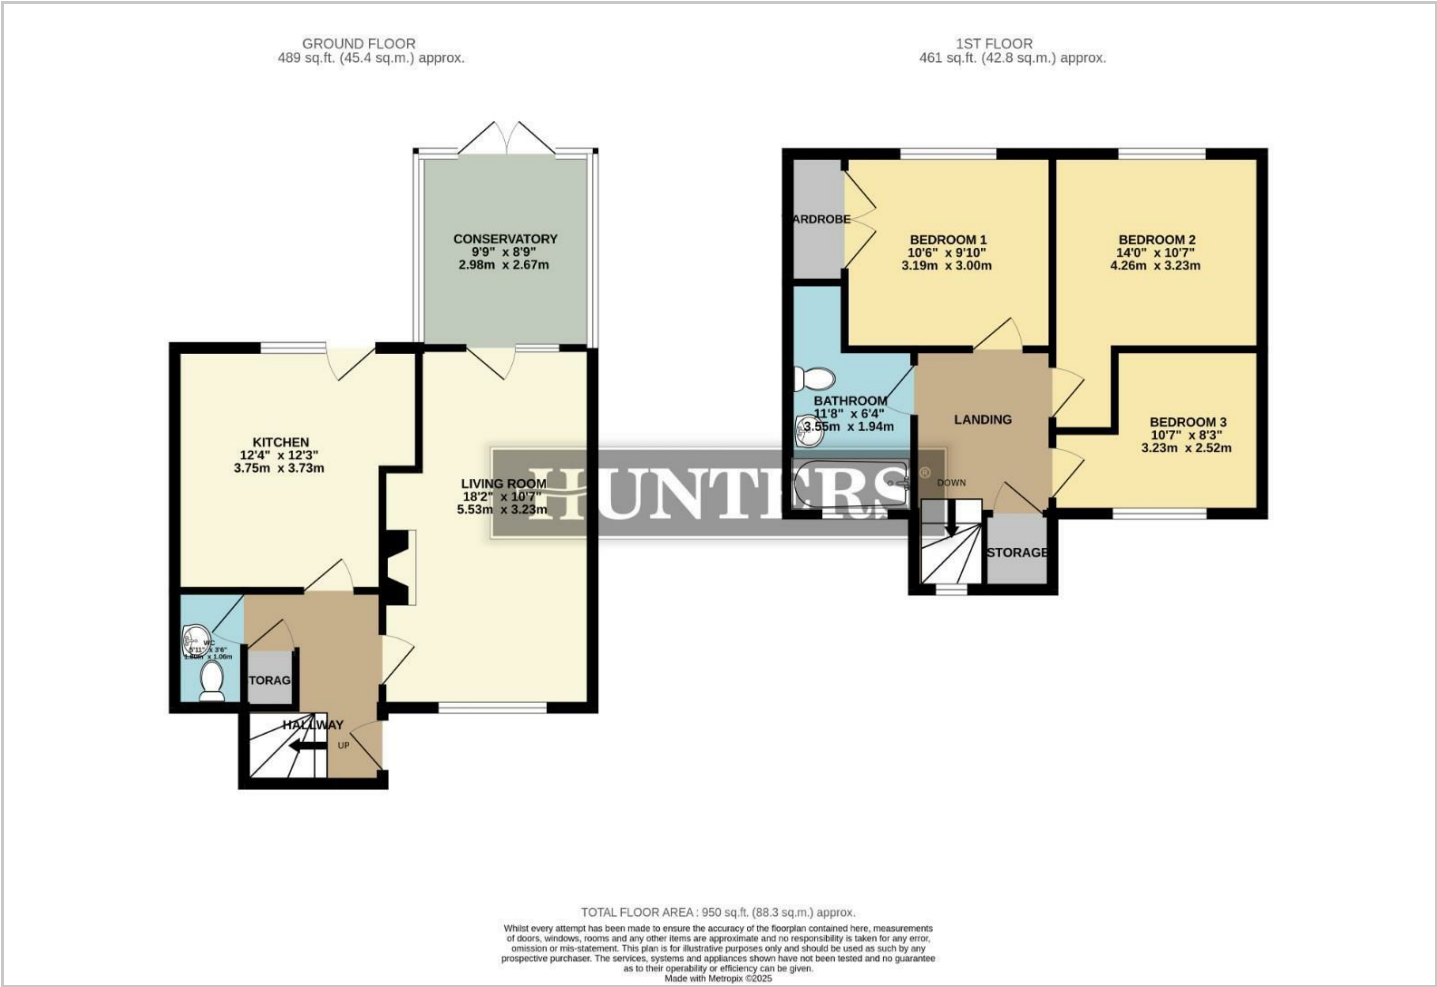 GROUND FLOOR
489 sq.ft. (45.4 sq.m.) approx.
1ST FLOOR
461 sq.ft. (42.8 sq.m.) approx.
CONSERVATORY
9'9" x 8'9"
2.98m x 2.67m
KITCHEN
12'4" x 12'3"
3.75m x 3.73m
LIVING ROOM
18'2" x 10'7"
5.53m x 3.23m
WC
5'11" x 3'6"
1.80m x 1.06m
TORAG
HALLWAY
UP
ARDROBE
BEDROOM 1
10'6" x 9'10"
3.19m x 3.00m
BEDROOM 2
14'0" x 10'7"
4.26m x 3.23m
BATHROOM
11'8" x 6'4"
3.55m x 1.94m
LANDING
BEDROOM 3
10'7" x 8'3"
3.23m x 2.52m
DOWN
STORAGE
HUNTERS®
TOTAL FLOOR AREA : 950 sq.ft. (88.3 sq.m.) approx.
Whilst every attempt has been made to ensure the accuracy of the floorplan contained here, measurements
of doors, windows, rooms and any other items are approximate and no responsibility is taken for any error,
omission or mis-statement. This plan is for illustrative purposes only and should be used as such by any
prospective purchaser. The services, systems and appliances shown have not been tested and no guarantee
as to their operability or efficiency can be given.
Made with Metropix ©2025